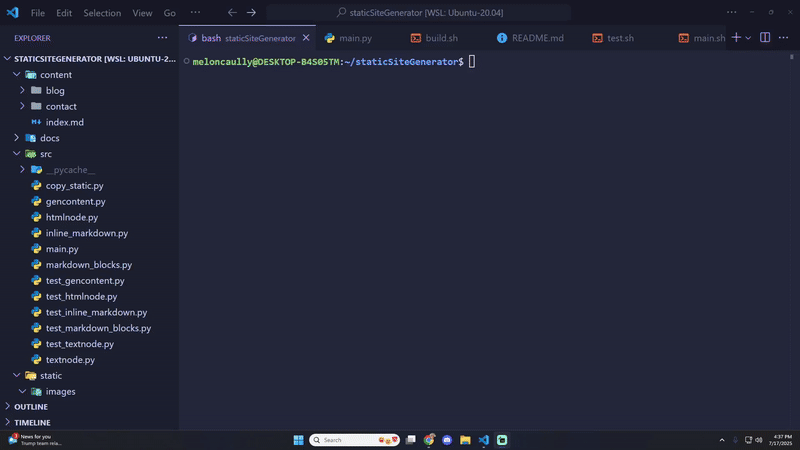 File Edit Selection View Go ··· staticSiteGenerator [WSL: Ubuntu-20.04]
EXPLORER ··· bash staticSiteGenerator main.py build.sh README.md test.sh main.sh
STATICSITEGENERATOR [WSL: UBUNTU-2...
meloncaully@DESKTOP-B4S05TM:~/staticSiteGenerator$
content
blog
contact
index.md
docs
src
__pycache__
copy_static.py
gencontent.py
htmlnode.py
inline_markdown.py
main.py
markdown_blocks.py
test_gencontent.py
test_htmlnode.py
test_inline_markdown.py
test_markdown_blocks.py
test_textnode.py
textnode.py
static
images
OUTLINE
TIMELINE
News for you
Trump team relea...
Search
4:37 PM
7/17/2025